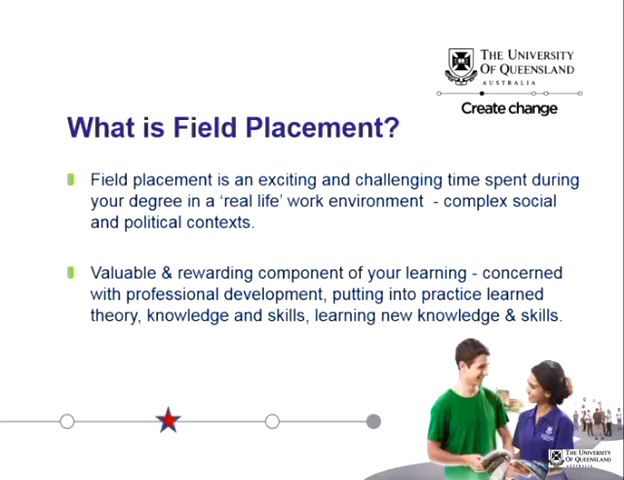 THE UNIVERSITY
OF QUEENSLAND
AUSTRALIA
Create change
What is Field Placement?
Field placement is an exciting and challenging time spent during
your degree in a ‘real life’ work environment - complex social
and political contexts.
Valuable & rewarding component of your learning - concerned
with professional development, putting into practice learned
theory, knowledge and skills, learning new knowledge & skills.
THE UNIVERSITY
OF QUEENSLAND
AUSTRALIA